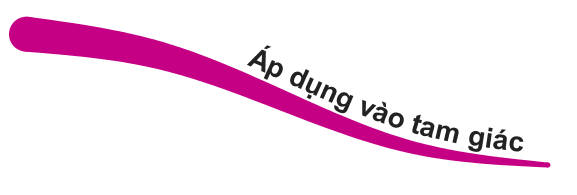 Áp dụng vào tam giác